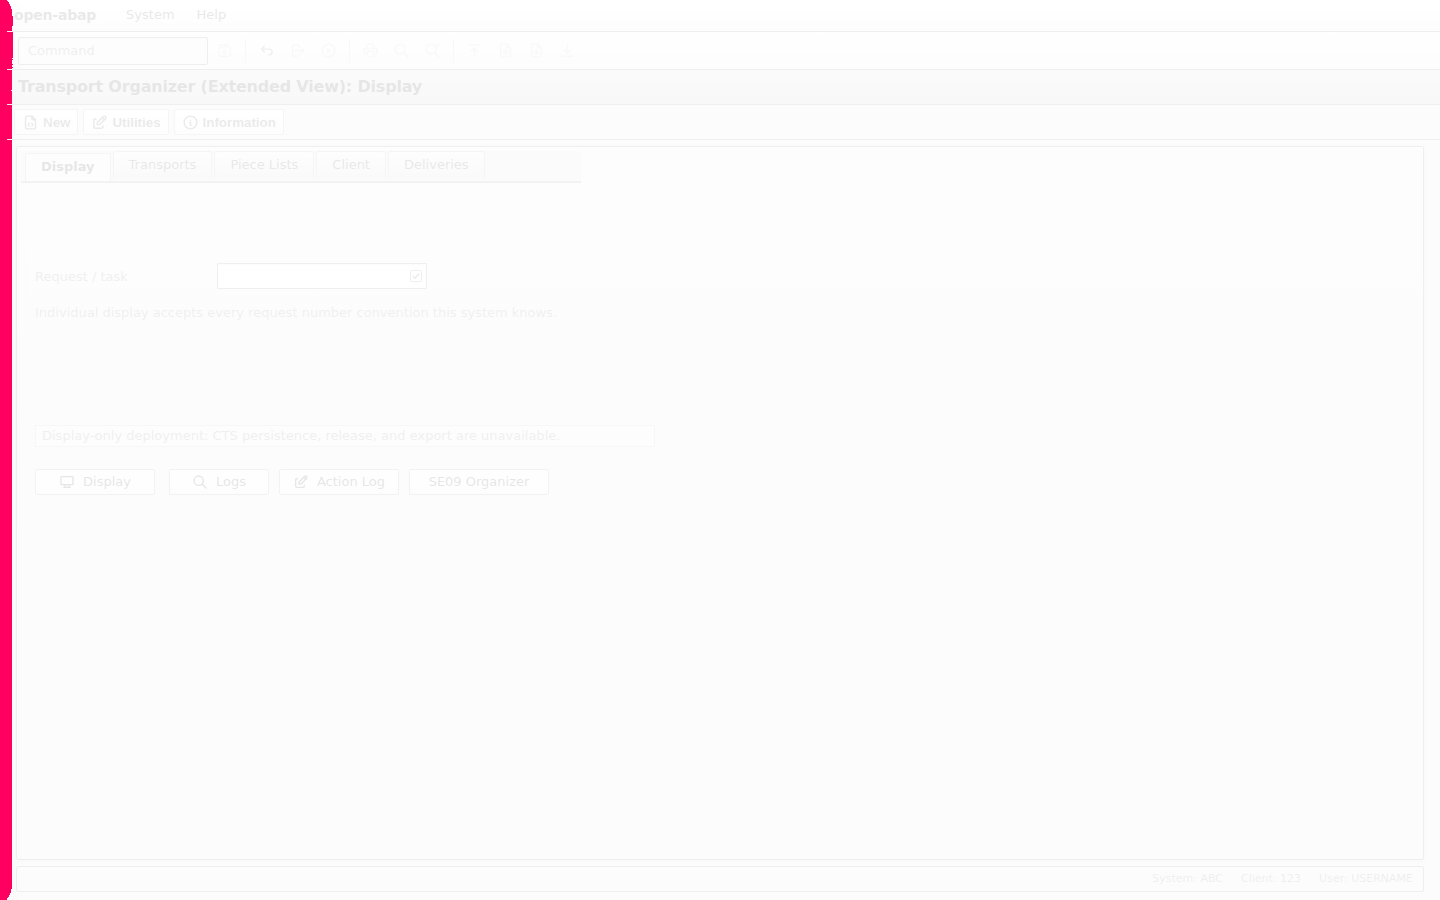 open-abap System Help
Command
Transport Organizer (Extended View): Display
New Utilities Information
Display Transports Piece Lists Client Deliveries
Request / task
Individual display accepts every request number convention this system knows.
Display-only deployment: CTS persistence, release, and export are unavailable.
Display Logs Action Log SE09 Organizer
System: ABC Client: 123 User: USERNAME